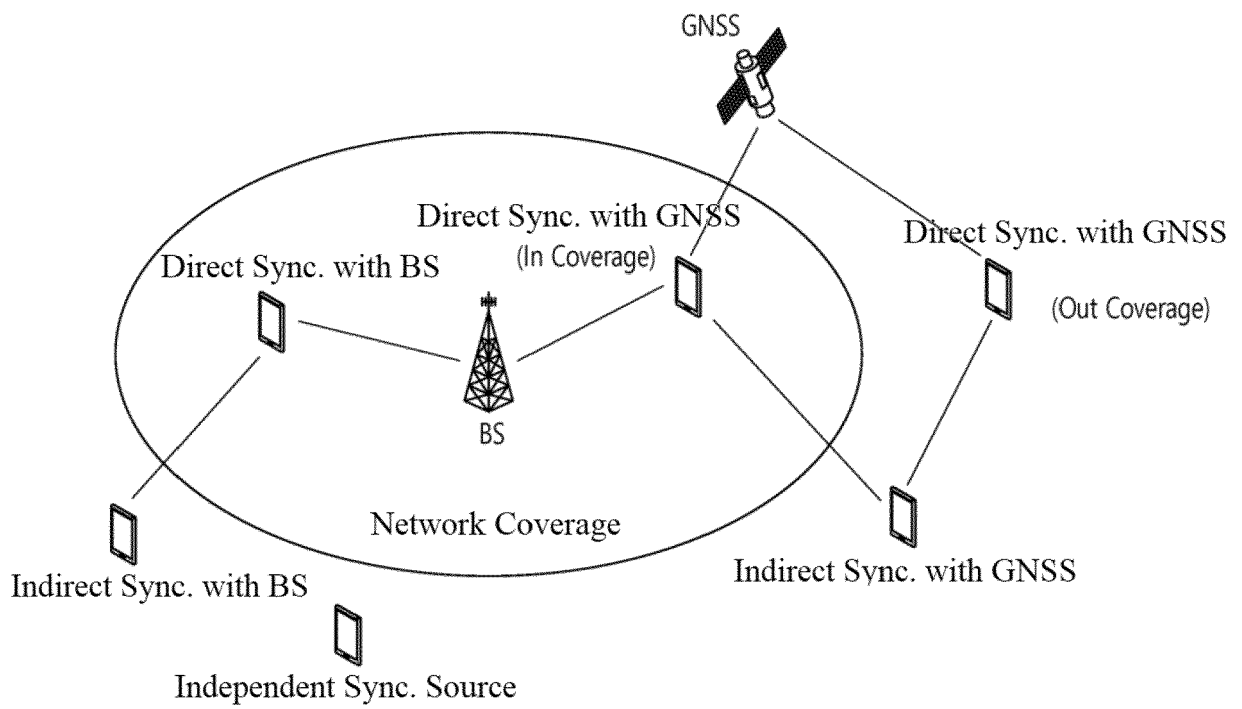 GNSS
Direct Sync. with GNSS
(In Coverage)
Direct Sync. with GNSS
(Out Coverage)
Direct Sync. with BS
BS
Network Coverage
Indirect Sync. with BS
Indirect Sync. with GNSS
Independent Sync. Source